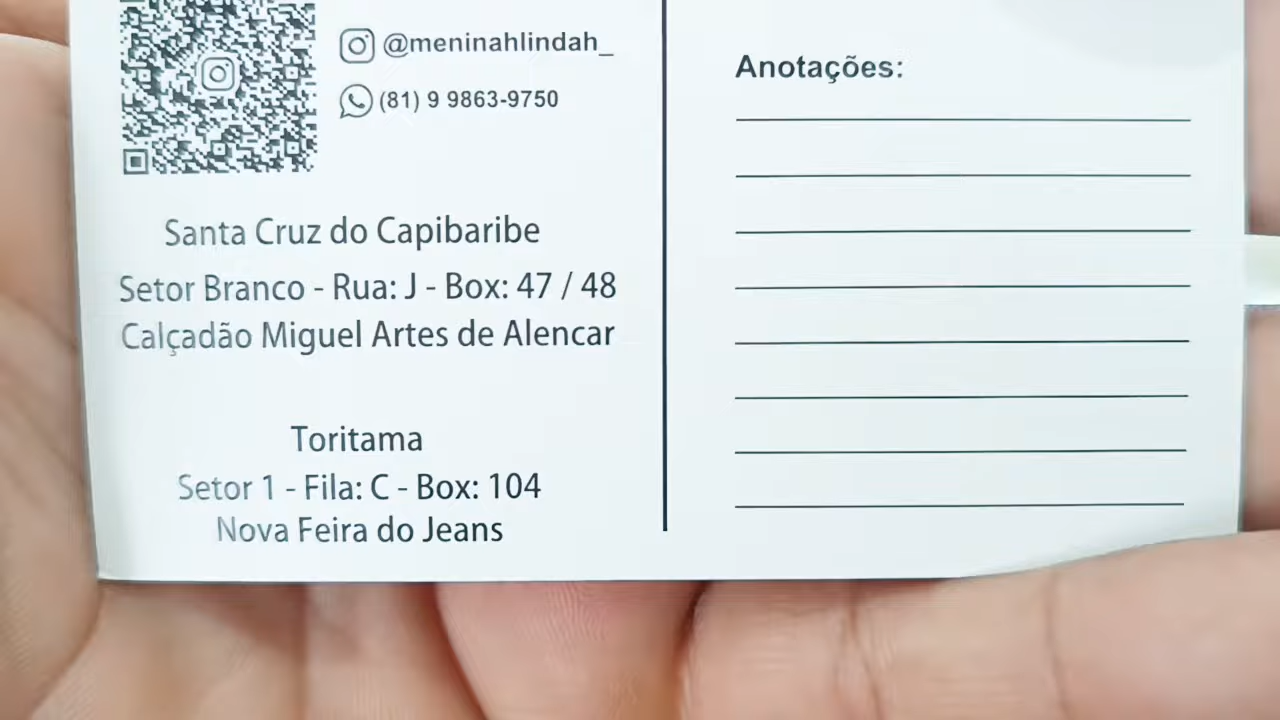 @meninahlindah_
(81) 9 9863-9750
Santa Cruz do Capibaribe
Setor Branco - Rua: J - Box: 47 / 48
Calçadão Miguel Artes de Alencar
Toritama
Setor 1 - Fila: C - Box: 104
Nova Feira do Jeans
Anotações: